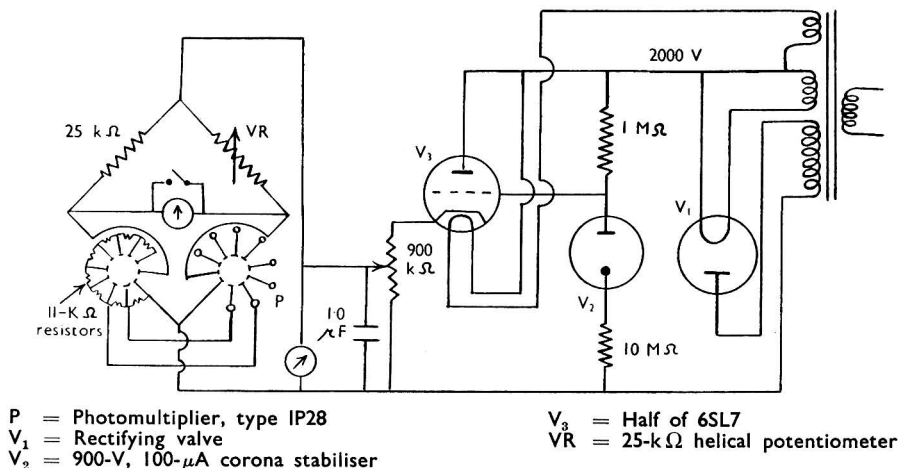 2000 V
25 kΩ
VR
1 MΩ
V₃
V₁
900
kΩ
P
11-KΩ
resistors
1·0
μF
V₂
10 MΩ
P = Photomultiplier, type IP28
V₁ = Rectifying valve
V₂ = 900-V, 100-μA corona stabiliser
V₃ = Half of 6SL7
VR = 25-kΩ helical potentiometer